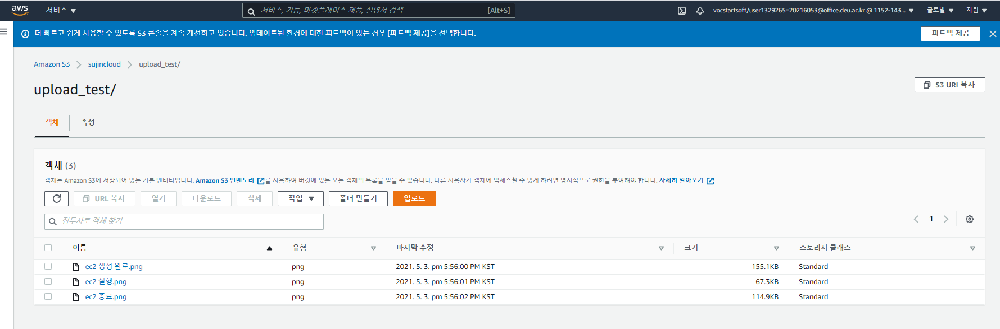 aws 서비스 ▼ 서비스, 기능, 마켓플레이스 제품, 설명서 검색 [Alt+S] vocstartsoft/user1329265=20216053@office.deu.ac.kr @ 1152-143... ▼ 글로벌 ▼ 지원 ▼
더 빠르고 쉽게 사용할 수 있도록 S3 콘솔을 계속 개선하고 있습니다. 업데이트된 환경에 대한 피드백이 있는 경우 [피드백 제공]을 선택합니다. 피드백 제공
Amazon S3 > sujincloud > upload_test/
upload_test/ S3 URI 복사
객체 속성
객체 (3)
객체는 Amazon S3에 저장되어 있는 기본 엔터티입니다. Amazon S3 인벤토리를 사용하여 버킷에 있는 모든 객체의 목록을 얻을 수 있습니다. 다른 사용자가 객체에 액세스할 수 있게 하려면 명시적으로 권한을 부여해야 합니다. 자세히 알아보기
URL 복사 열기 다운로드 삭제 작업 ▼ 폴더 만들기 업로드
접두사로 객체 찾기 < 1 >
이름 유형 마지막 수정 크기 스토리지 클래스
ec2 생성 완료.png png 2021. 5. 3. pm 5:56:00 PM KST 155.1KB Standard
ec2 실행.png png 2021. 5. 3. pm 5:56:01 PM KST 67.3KB Standard
ec2 종료.png png 2021. 5. 3. pm 5:56:02 PM KST 114.9KB Standard